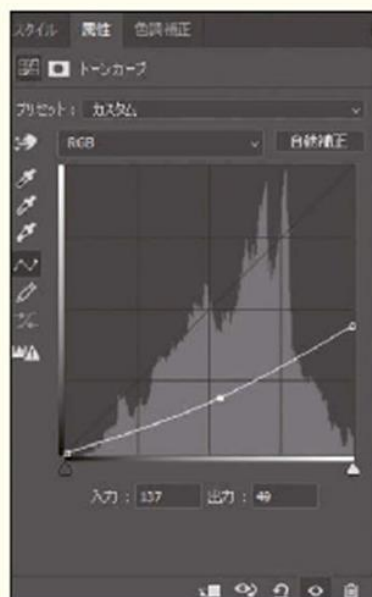 スタイル 属性 色調補正
トーンカーブ
プリセット： カスタム
RGB 自動補正
入力： 137 出力： 49